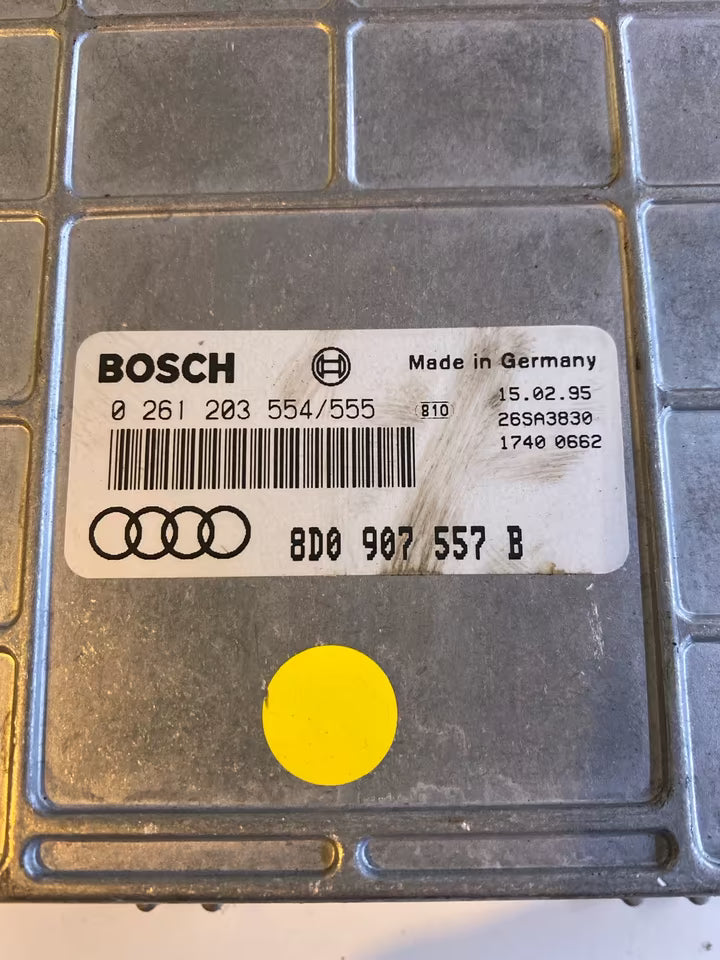 BOSCH
Made in Germany
0 261 203 554/555
810
15.02.95
26SA3830
1740 0662
8D0 907 557 B